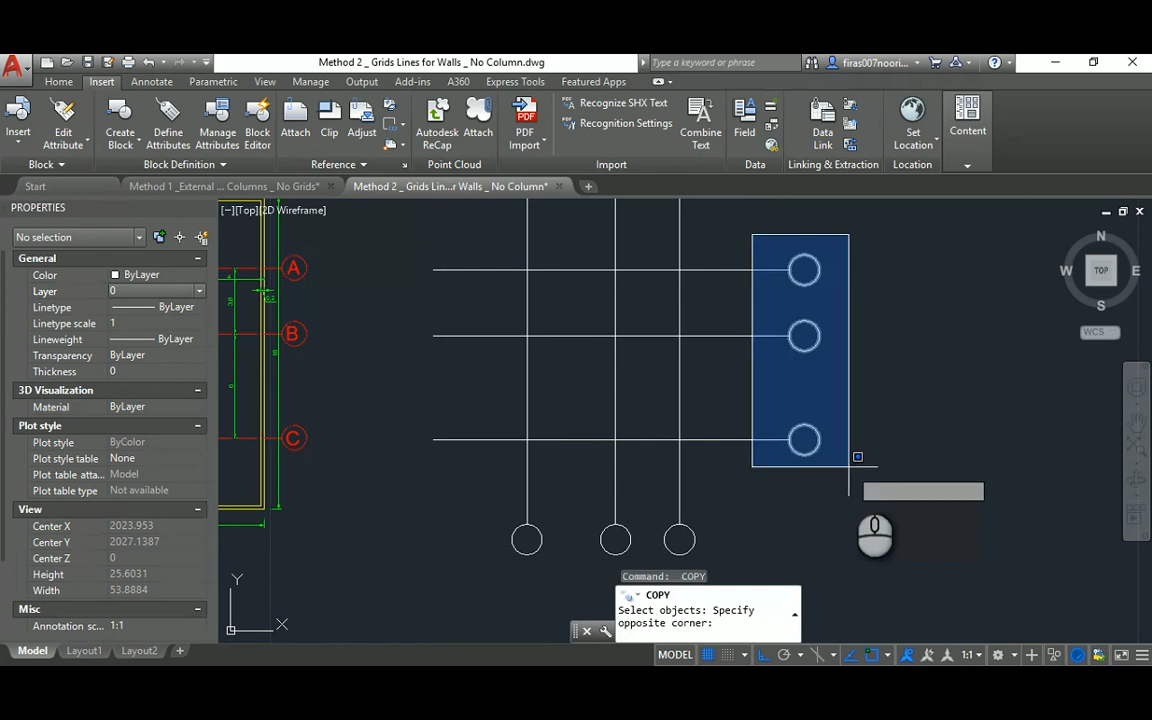 Method 2 _ Grids Lines for Walls _ No Column.dwg
Type a keyword or phrase
firas007noori...
Home Insert Annotate Parametric View Manage Output Add-ins A360 Express Tools Featured Apps
Insert
Edit Attribute
Create Block
Define Attributes
Manage Attributes
Block Editor
Attach
Clip
Adjust
Autodesk ReCap
Attach
PDF Import
Recognize SHX Text
Recognition Settings
Combine Text
Field
Data Link
Set Location
Content
Block
Block Definition
Reference
Point Cloud
Import
Data
Linking & Extraction
Location
Start
Method 1 _External ... Columns _ No Grids*
Method 2 _ Grids Lin...r Walls _ No Column*
PROPERTIES
No selection
General
Color ByLayer
Layer 0
Linetype ByLayer
Linetype scale 1
Lineweight ByLayer
Transparency ByLayer
Thickness 0
3D Visualization
Material ByLayer
Plot style
Plot style ByColor
Plot style table None
Plot table atta... Model
Plot table type Not available
View
Center X 2023.953
Center Y 2027.1387
Center Z 0
Height 25.6031
Width 53.8884
Misc
Annotation sc... 1:1
[−][Top][2D Wireframe]
A
B
C
N
W TOP E
S
WCS
Y
X
Command: COPY
COPY
Select objects: Specify
opposite corner:
Model Layout1 Layout2
MODEL
1:1